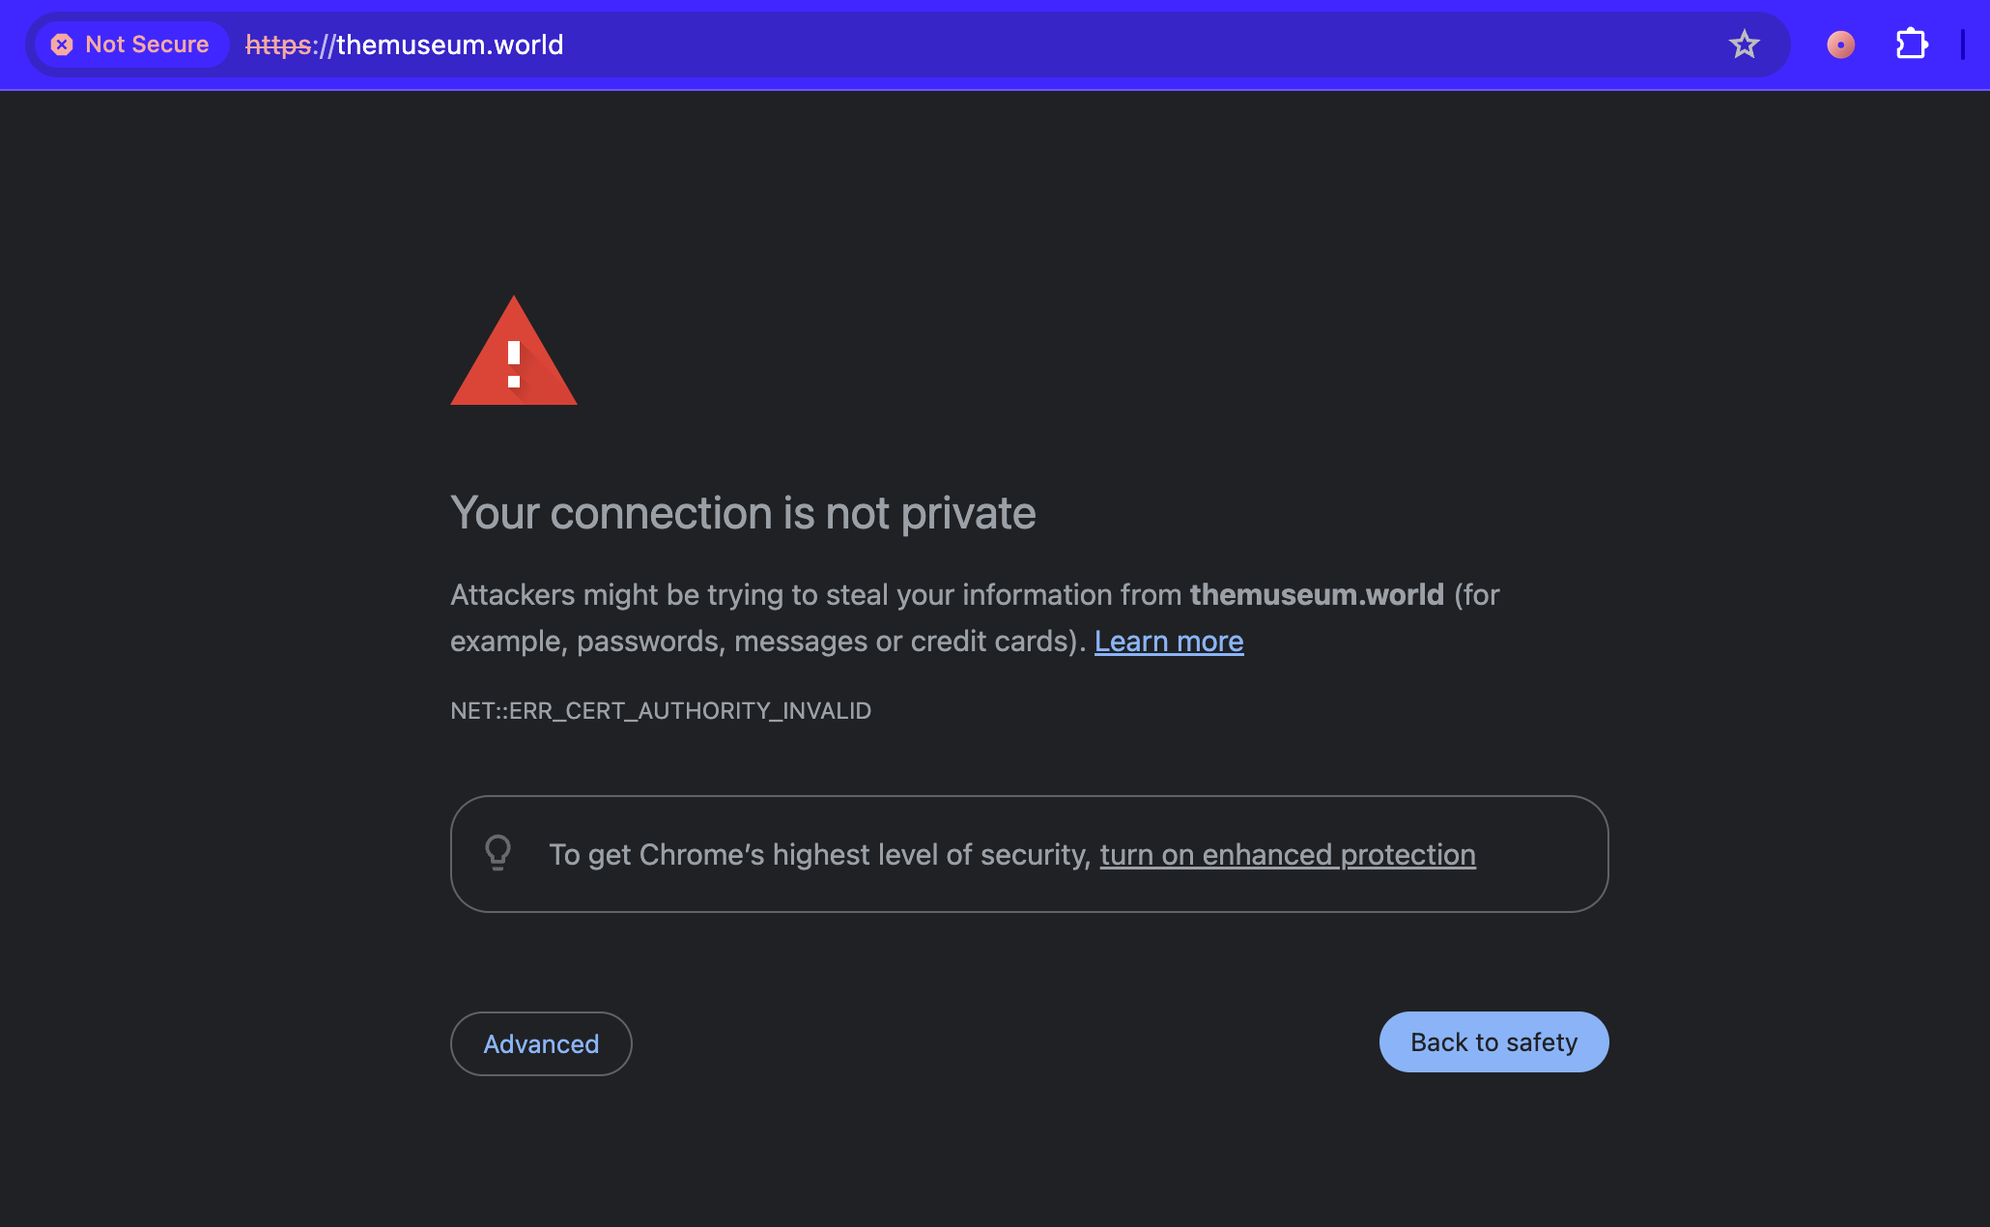 Not Secure https://themuseum.world
Your connection is not private
Attackers might be trying to steal your information from themuseum.world (for
example, passwords, messages or credit cards). Learn more
NET::ERR_CERT_AUTHORITY_INVALID
To get Chrome’s highest level of security, turn on enhanced protection
Advanced
Back to safety